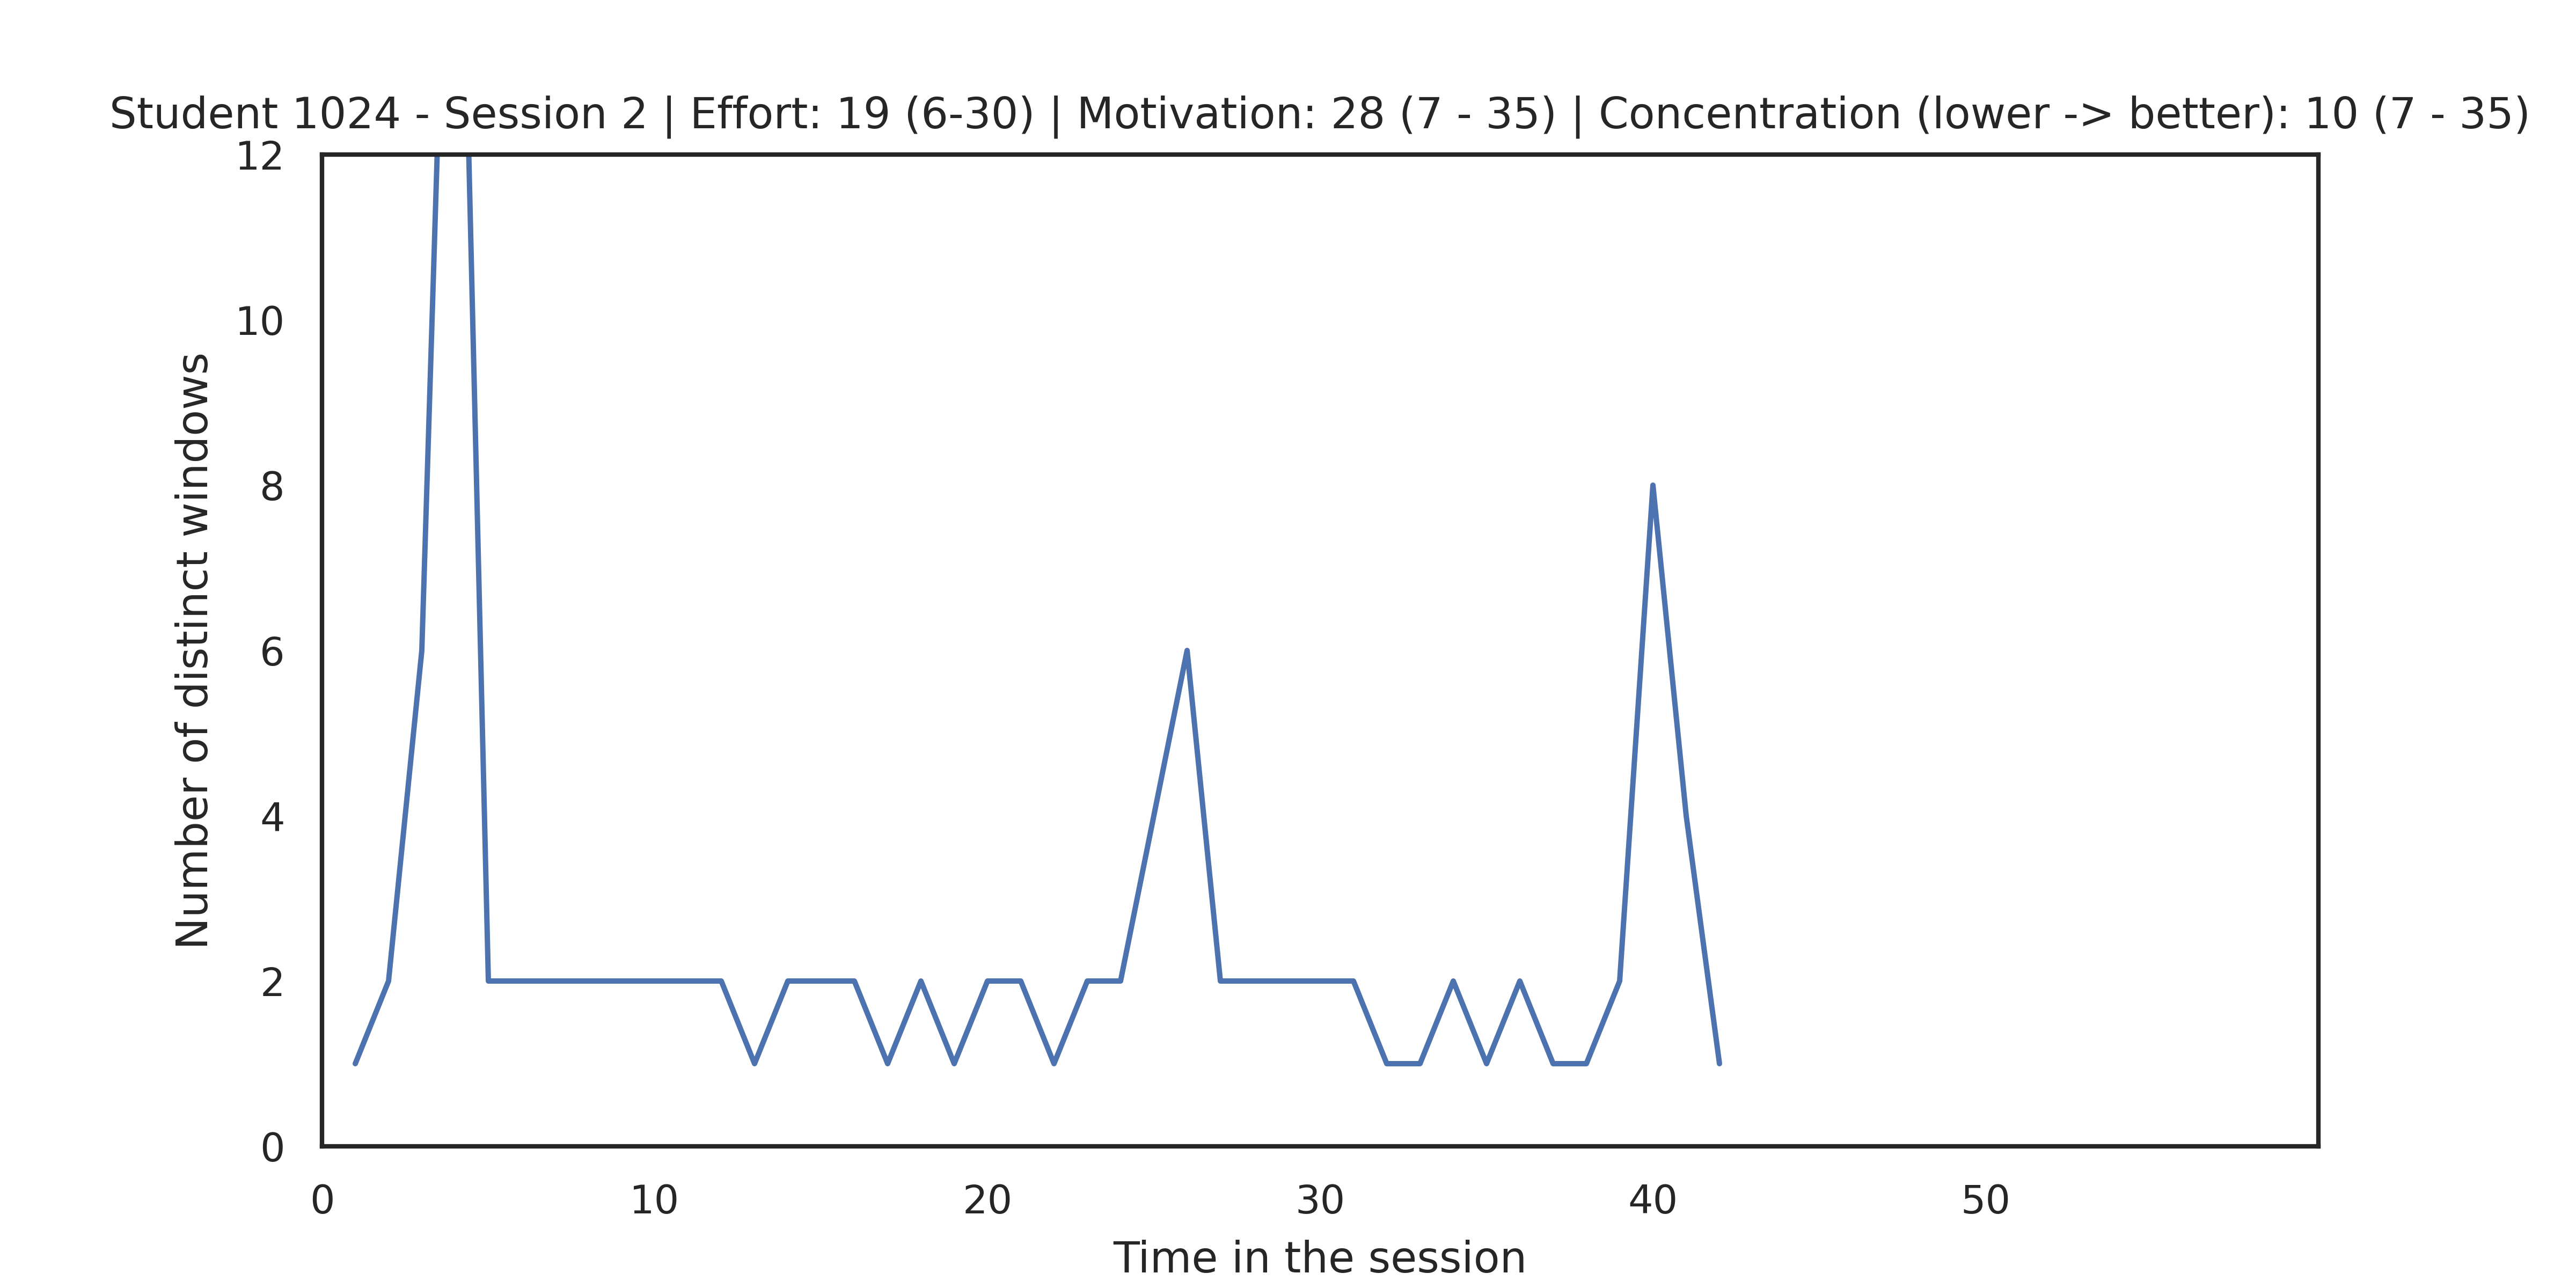 Student 1024 - Session 2 | Effort: 19 (6-30) | Motivation: 28 (7 - 35) | Concentration (lower -> better): 10 (7 - 35)
12
10
8
6
4
2
0
Number of distinct windows
0 10 20 30 40 50
Time in the session